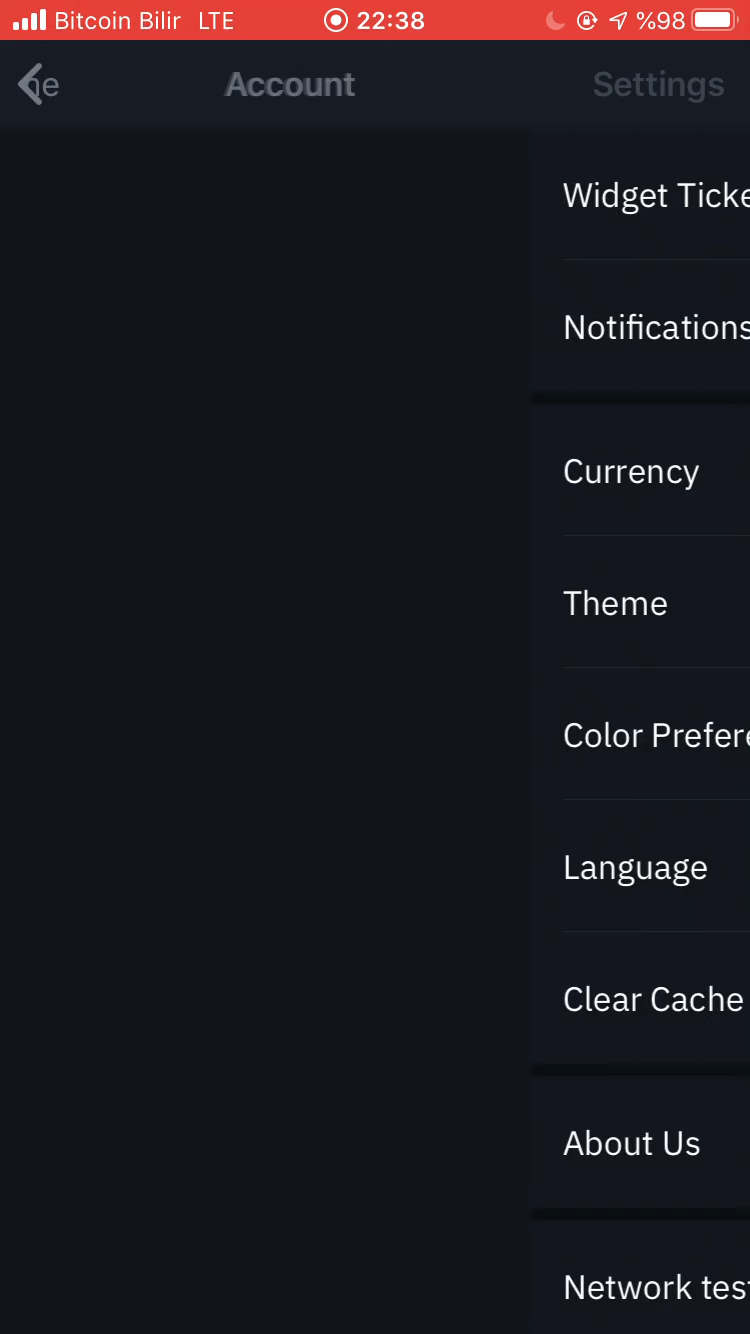 Bitcoin Bilir LTE 22:38 %98
Account Settings
Widget Ticke
Notifications
Currency
Theme
Color Prefere
Language
Clear Cache
About Us
Network test